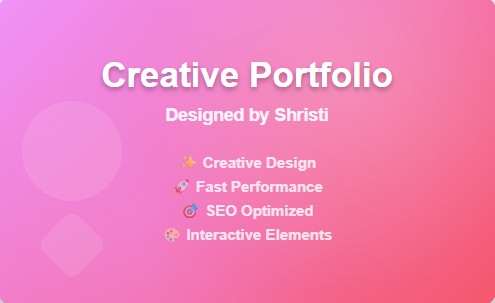 Creative Portfolio
Designed by Shristi
✨ Creative Design
🚀 Fast Performance
🎯 SEO Optimized
🎨 Interactive Elements